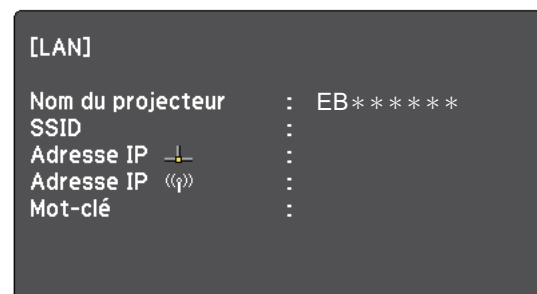 [LAN]
Nom du projecteur : EB******
SSID :
Adresse IP :
Adresse IP :
Mot-clé :